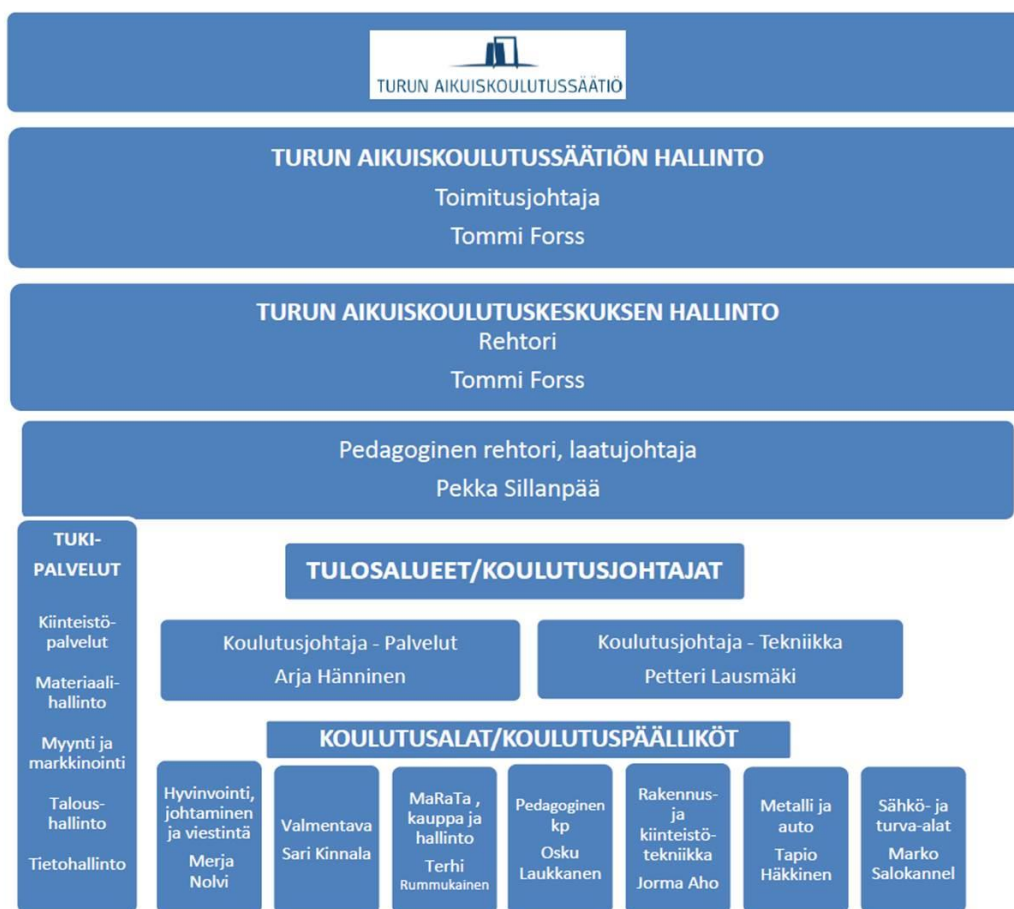 TURUN AIKUISKOULUTUSSÄÄTIÖ
TURUN AIKUISKOULUTUSSÄÄTIÖN HALLINTO
Toimitusjohtaja
Tommi Forss
TURUN AIKUISKOULUTUSKESKUKSEN HALLINTO
Rehtori
Tommi Forss
Pedagoginen rehtori, laatujohtaja
Pekka Sillanpää
TUKI-
PALVELUT
Kiinteistö-
palvelut
Materiaali-
hallinto
Myynti ja
markkinointi
Talous-
hallinto
Tietohallinto
TULOSALUEET/KOULUTUSJOHTAJAT
Koulutusjohtaja - Palvelut
Arja Hänninen
Koulutusjohtaja - Tekniikka
Petteri Lausmäki
KOULUTUSALAT/KOULUTUSPÄÄLLIKÖT
Hyvinvointi,
johtaminen
ja viestintä
Merja
Nolvi
Valmentava
Sari Kinnala
MaRaTa ,
kauppa ja
hallinto
Terhi
Rummukainen
Pedagoginen
kp
Osku
Laukkanen
Rakennus-
ja
kiinteistö-
tekniikka
Jorma Aho
Metalli ja
auto
Tapio
Häkkinen
Sähkö- ja
turva-alat
Marko
Salokannel